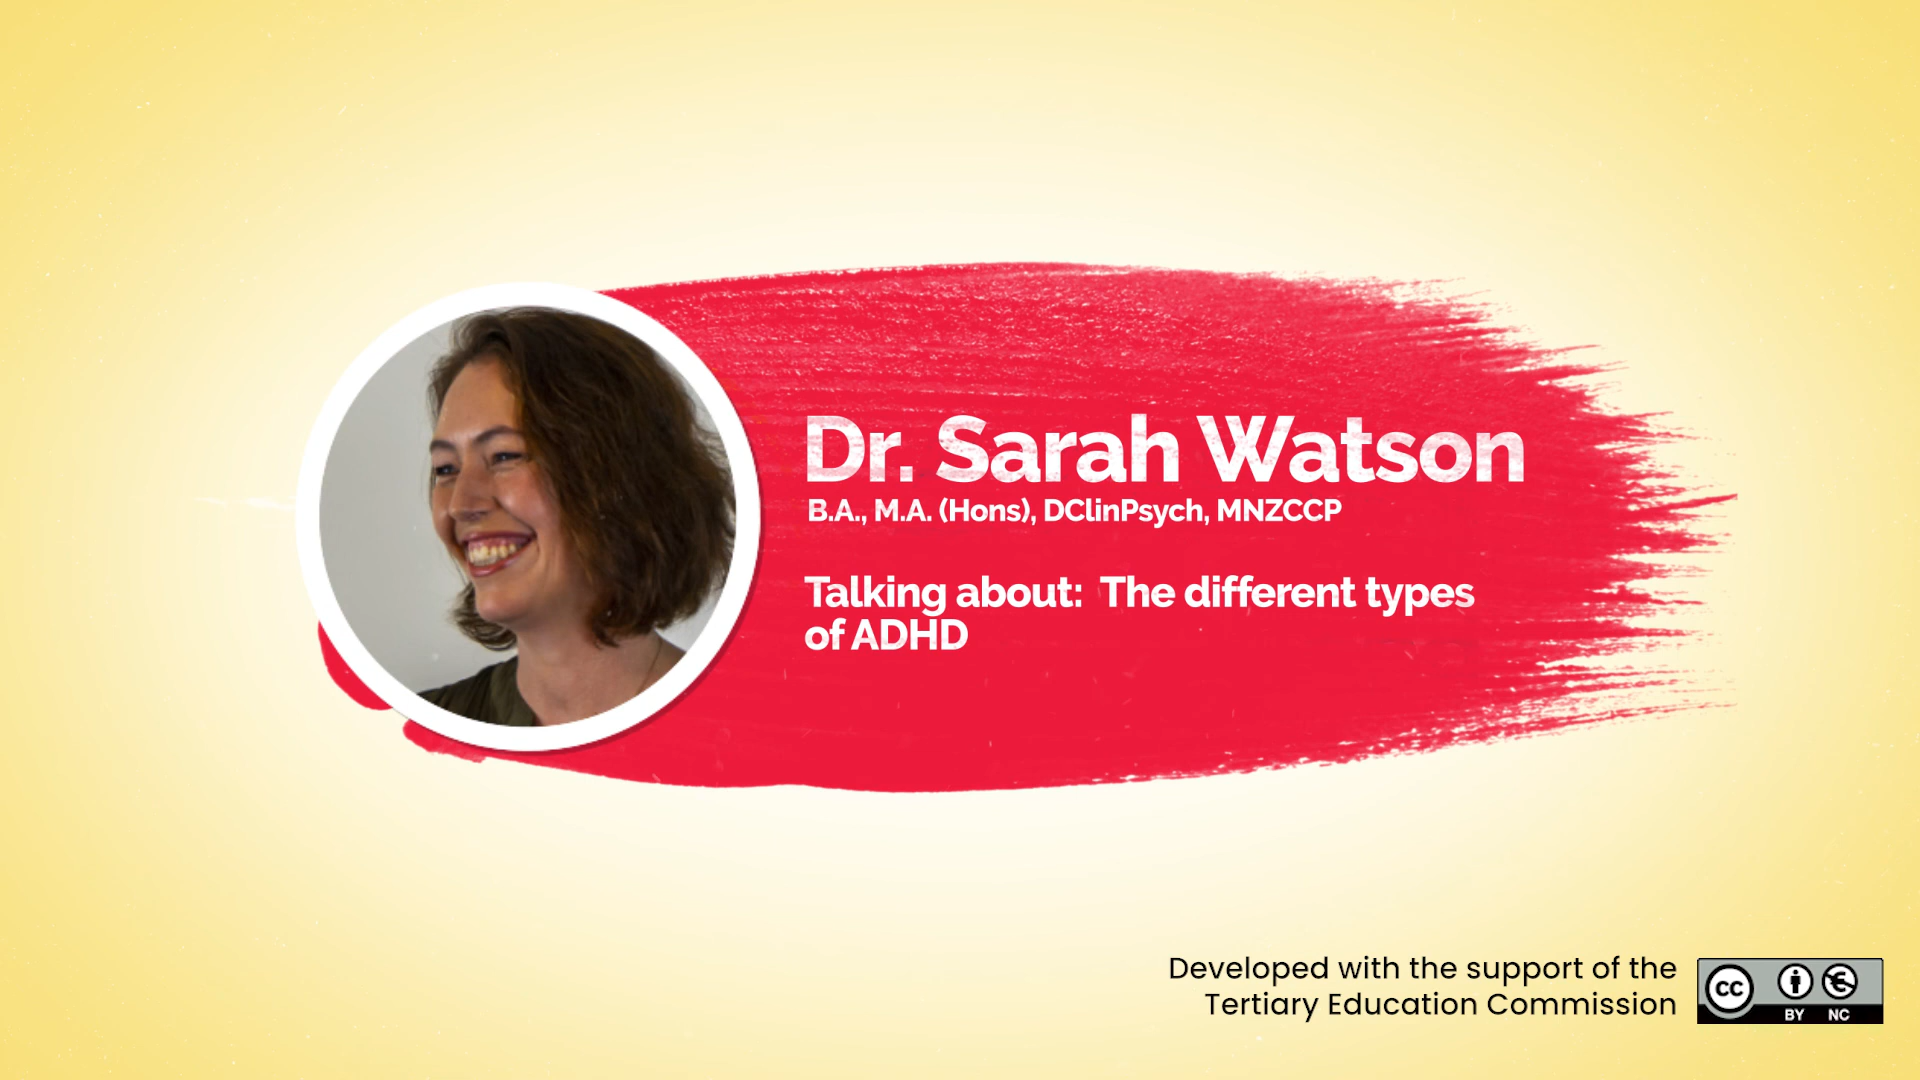 Dr. Sarah Watson
B.A., M.A. (Hons), DClinPsych, MNZCCP
Talking about: The different types
of ADHD
Developed with the support of the
Tertiary Education Commission
CC
BY NC